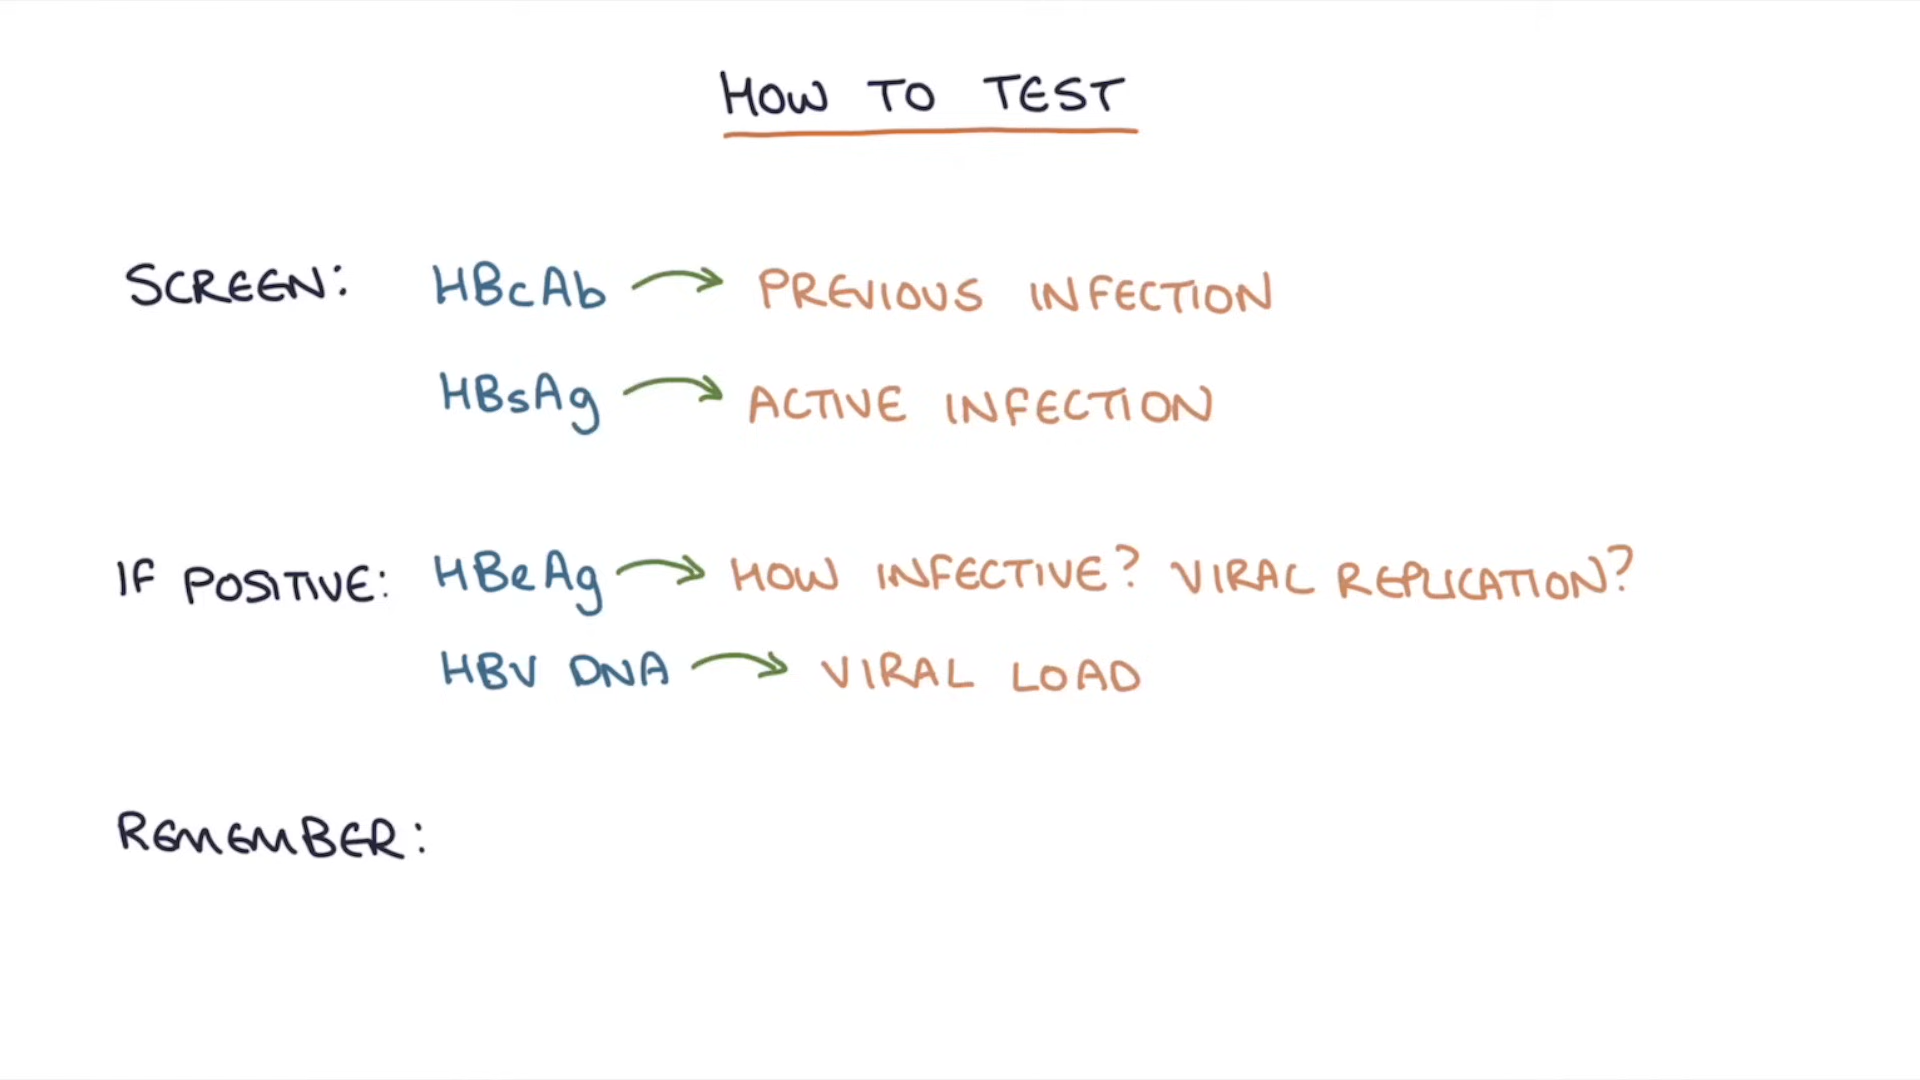 HOW TO TEST
SCREEN: HBcAb → PREVIOUS INFECTION
HBsAg → ACTIVE INFECTION
IF POSITIVE: HBeAg → HOW INFECTIVE? VIRAL REPLICATION?
HBV DNA → VIRAL LOAD
REMEMBER: